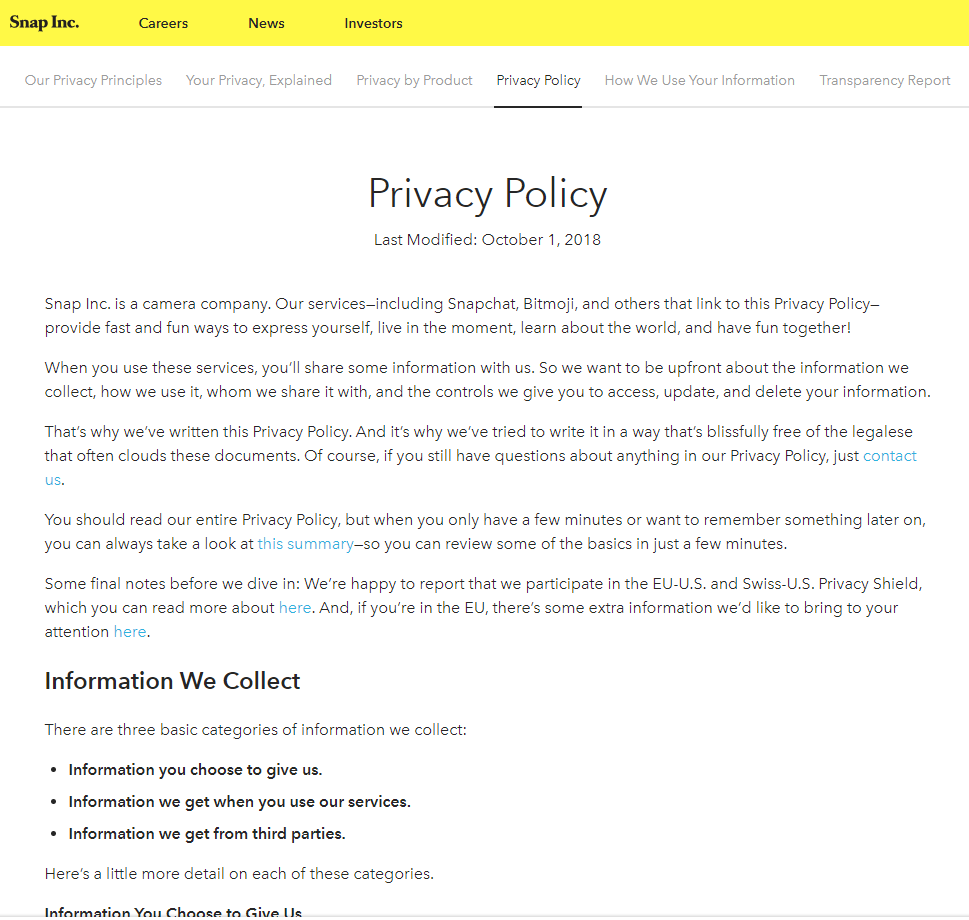 Snap Inc. Careers News Investors
Our Privacy Principles Your Privacy, Explained Privacy by Product Privacy Policy How We Use Your Information Transparency Report
Privacy Policy
Last Modified: October 1, 2018
Snap Inc. is a camera company. Our services—including Snapchat, Bitmoji, and others that link to this Privacy Policy—
provide fast and fun ways to express yourself, live in the moment, learn about the world, and have fun together!
When you use these services, you’ll share some information with us. So we want to be upfront about the information we
collect, how we use it, whom we share it with, and the controls we give you to access, update, and delete your information.
That’s why we’ve written this Privacy Policy. And it’s why we’ve tried to write it in a way that’s blissfully free of the legalese
that often clouds these documents. Of course, if you still have questions about anything in our Privacy Policy, just contact
us.
You should read our entire Privacy Policy, but when you only have a few minutes or want to remember something later on,
you can always take a look at this summary—so you can review some of the basics in just a few minutes.
Some final notes before we dive in: We’re happy to report that we participate in the EU-U.S. and Swiss-U.S. Privacy Shield,
which you can read more about here. And, if you’re in the EU, there’s some extra information we’d like to bring to your
attention here.
Information We Collect
There are three basic categories of information we collect:
• Information you choose to give us.
• Information we get when you use our services.
• Information we get from third parties.
Here’s a little more detail on each of these categories.
Information You Choose to Give Us